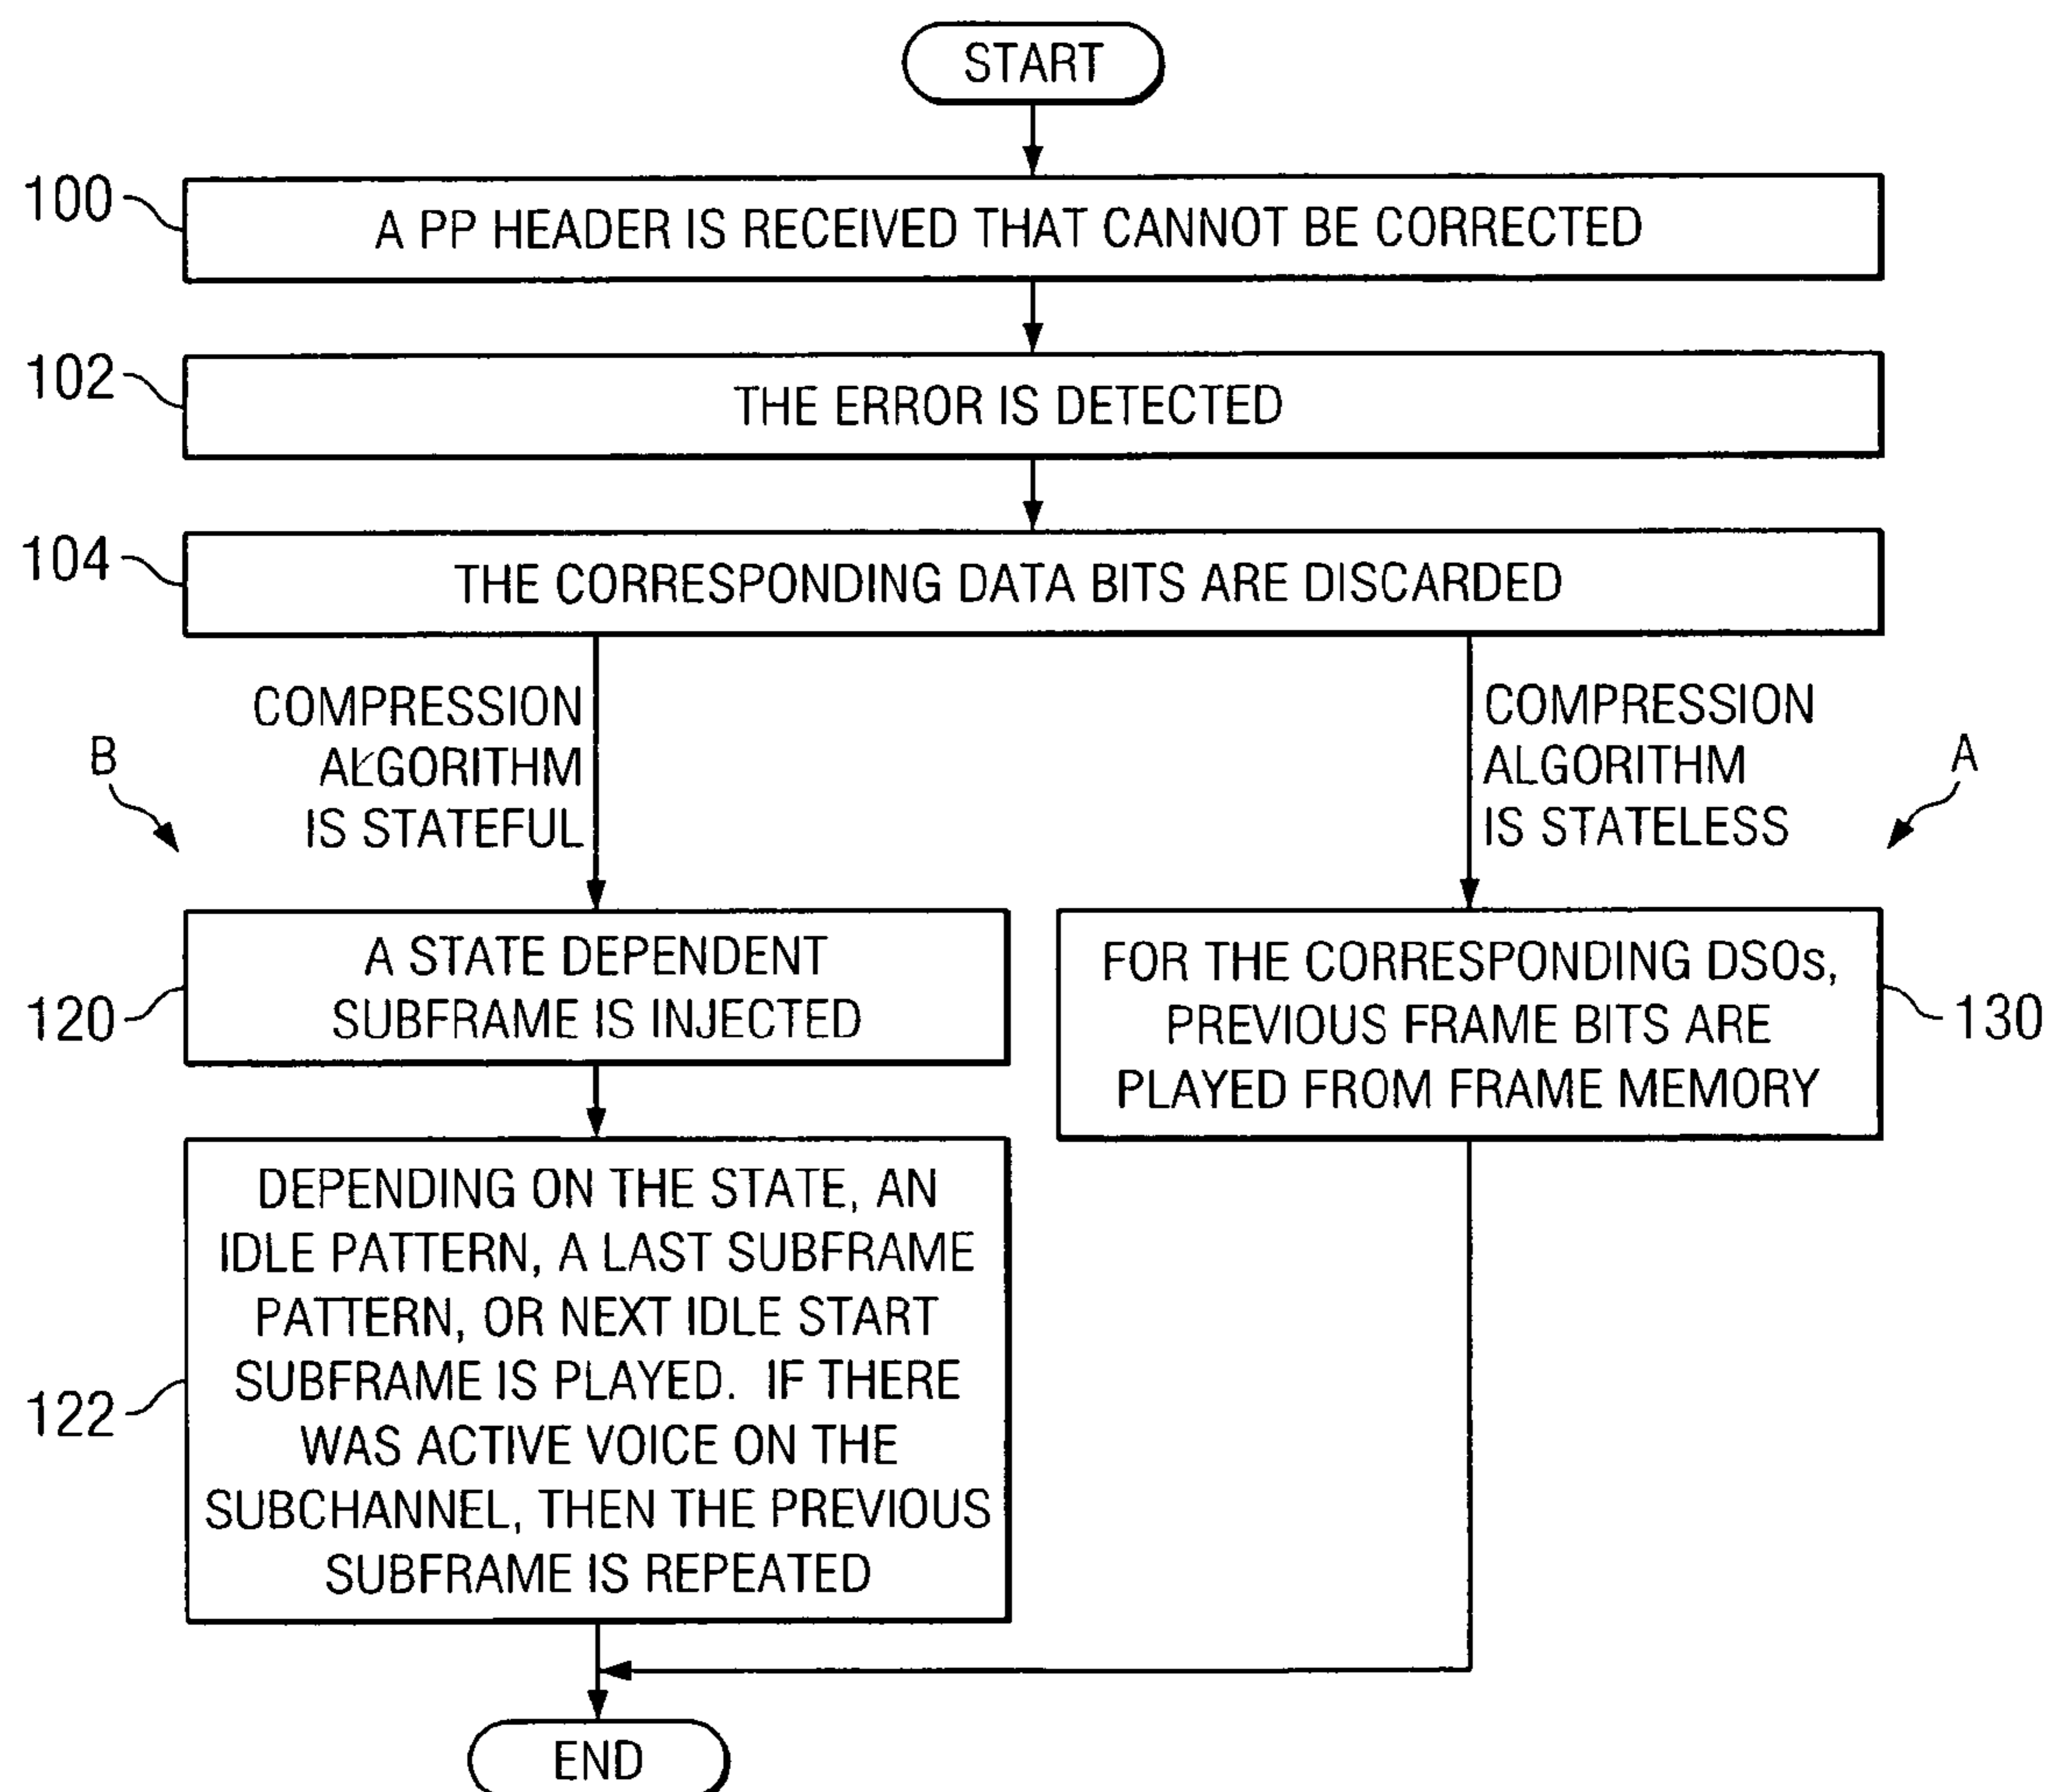 START
100
A PP HEADER IS RECEIVED THAT CANNOT BE CORRECTED
102
THE ERROR IS DETECTED
104
THE CORRESPONDING DATA BITS ARE DISCARDED
COMPRESSION
ALGORITHM
IS STATEFUL
B
COMPRESSION
ALGORITHM
IS STATELESS
A
120
A STATE DEPENDENT
SUBFRAME IS INJECTED
FOR THE CORRESPONDING DSOs,
PREVIOUS FRAME BITS ARE
PLAYED FROM FRAME MEMORY
130
122
DEPENDING ON THE STATE, AN
IDLE PATTERN, A LAST SUBFRAME
PATTERN, OR NEXT IDLE START
SUBFRAME IS PLAYED. IF THERE
WAS ACTIVE VOICE ON THE
SUBCHANNEL, THEN THE PREVIOUS
SUBFRAME IS REPEATED
END